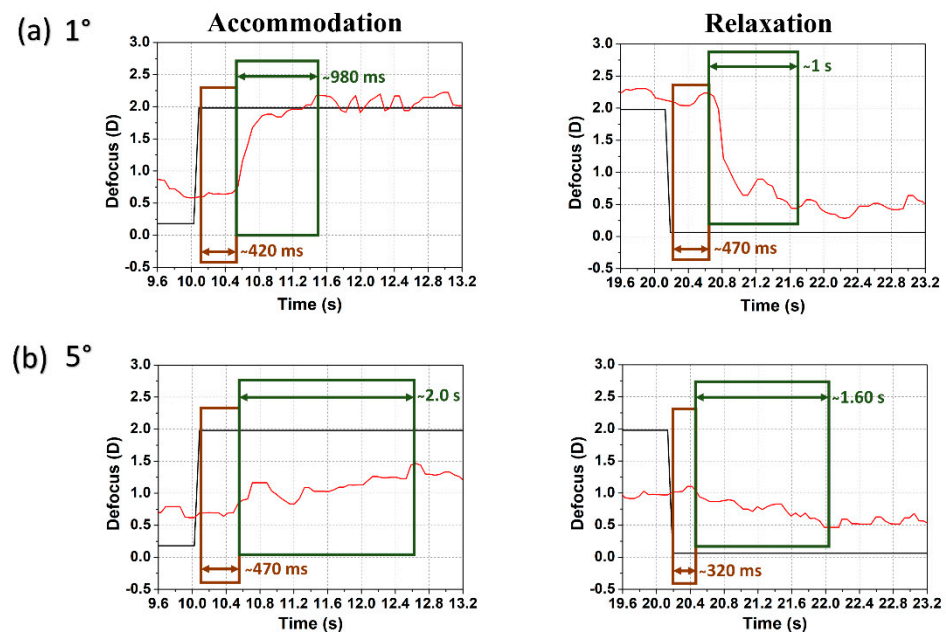 Accommodation
Relaxation
(a) 1°
3.0
2.5
2.0
1.5
1.0
0.5
0.0
-0.5
Defocus (D)
~980 ms
~420 ms
9.6 10.0 10.4 10.8 11.2 11.6 12.0 12.4 12.8 13.2
Time (s)
3.0
2.5
2.0
1.5
1.0
0.5
0.0
-0.5
Defocus (D)
~1 s
~470 ms
19.6 20.0 20.4 20.8 21.2 21.6 22.0 22.4 22.8 23.2
Time (s)
(b) 5°
3.0
2.5
2.0
1.5
1.0
0.5
0.0
-0.5
Defocus (D)
~2.0 s
~470 ms
9.6 10.0 10.4 10.8 11.2 11.6 12.0 12.4 12.8 13.2
Time (s)
3.0
2.5
2.0
1.5
1.0
0.5
0.0
-0.5
Defocus (D)
~1.60 s
~320 ms
19.6 20.0 20.4 20.8 21.2 21.6 22.0 22.4 22.8 23.2
Time (s)